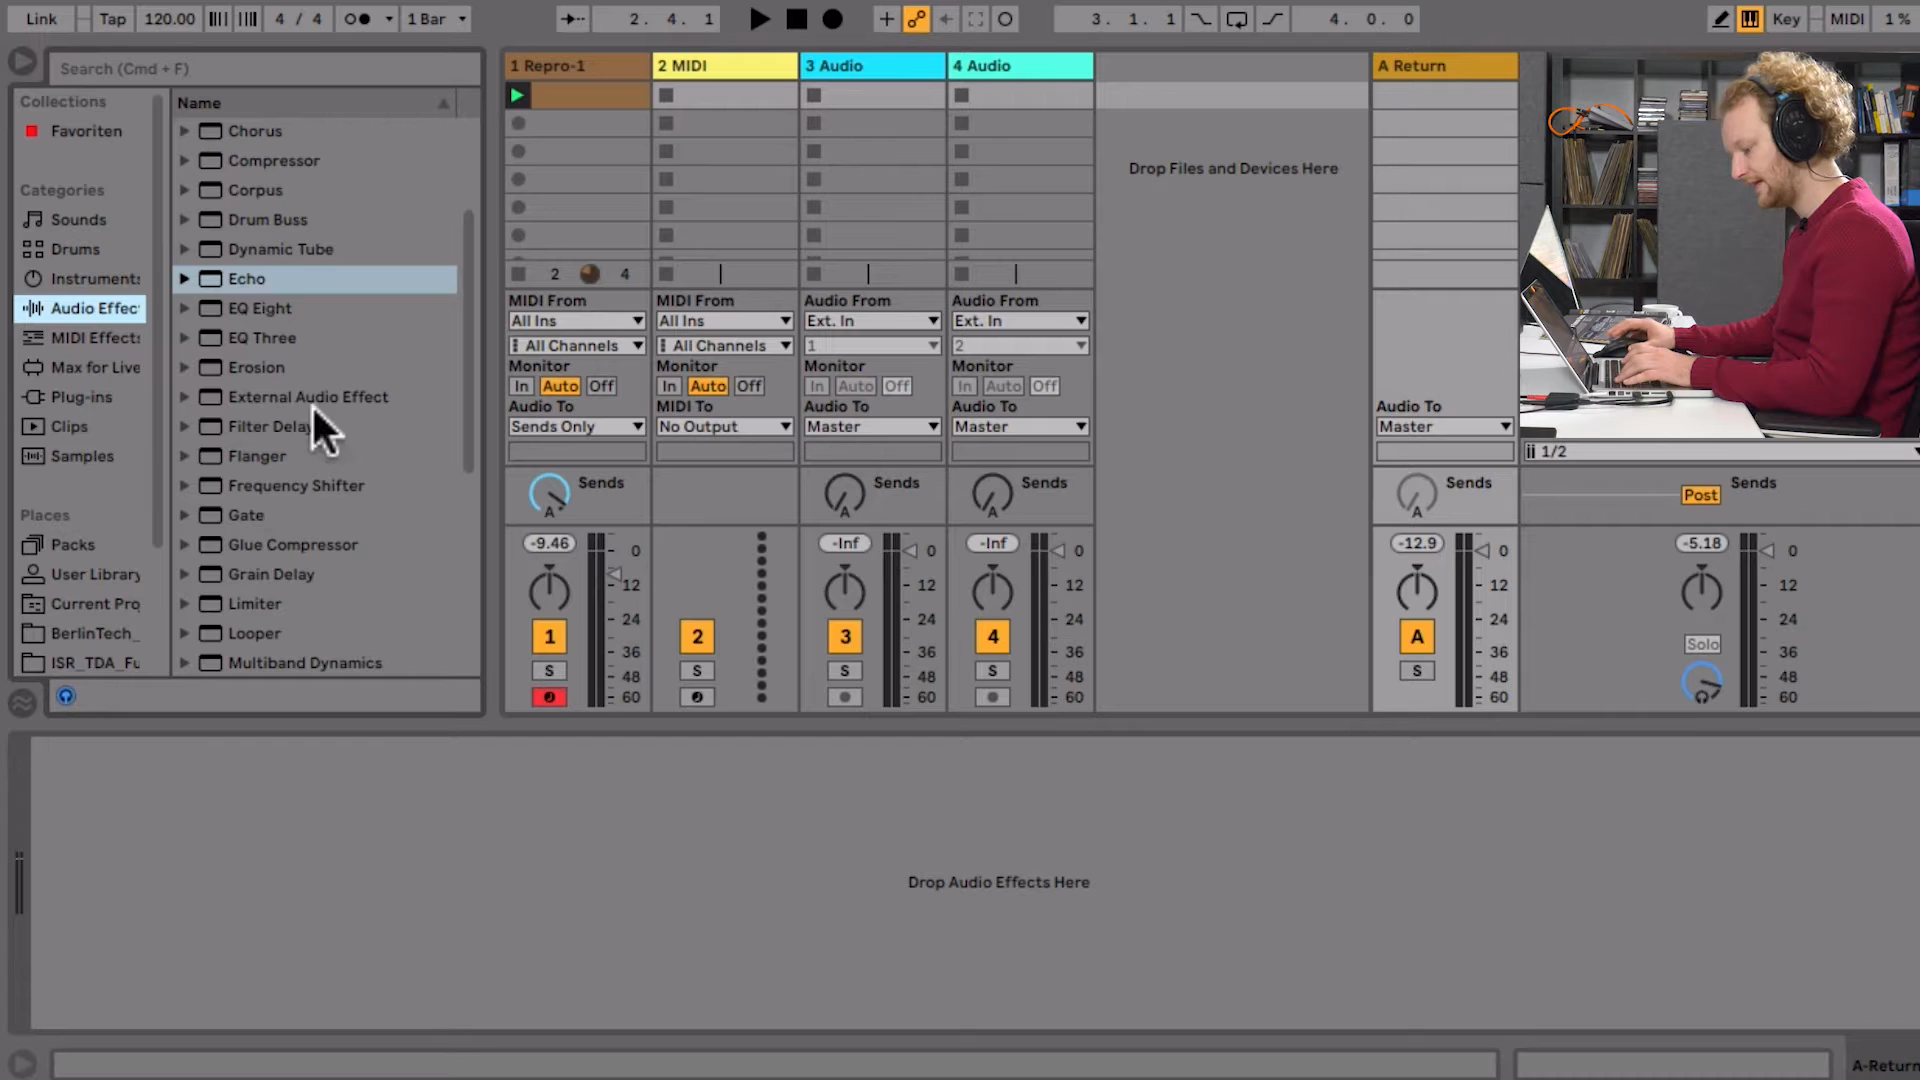 Link Tap 120.00 4 / 4 1 Bar 2. 4. 1 3. 1. 1 4. 0. 0 Key MIDI 1 %
Search (Cmd + F)
Collections
Favoriten
Categories
Sounds
Drums
Instrument
Audio Effec
MIDI Effect
Max for Live
Plug-ins
Clips
Samples
Places
Packs
User Library
Current Pro
BerlinTech_
ISR_TDA_Fu
Name
Chorus
Compressor
Corpus
Drum Buss
Dynamic Tube
Echo
EQ Eight
EQ Three
Erosion
External Audio Effect
Filter Delay
Flanger
Frequency Shifter
Gate
Glue Compressor
Grain Delay
Limiter
Looper
Multiband Dynamics
1 Repro-1 2 MIDI 3 Audio 4 Audio A Return
Drop Files and Devices Here
2 4
MIDI From MIDI From Audio From Audio From
All Ins All Ins Ext. In Ext. In
All Channels All Channels 1 2
Monitor Monitor Monitor Monitor
In Auto Off In Auto Off In Auto Off In Auto Off
Audio To MIDI To Audio To Audio To Audio To
Sends Only No Output Master Master Master
1/2
Sends Sends Sends Sends Sends
A A A A Post
-9.46 -Inf -Inf -12.9 -5.18
0 0 0 0 0
12 12 12 12 12
24 24 24 24 24
1 2 3 4 A
36 36 36 36 36
S S S S S Solo
48 48 48 48 48
60 60 60 60 60
Drop Audio Effects Here
A-Return